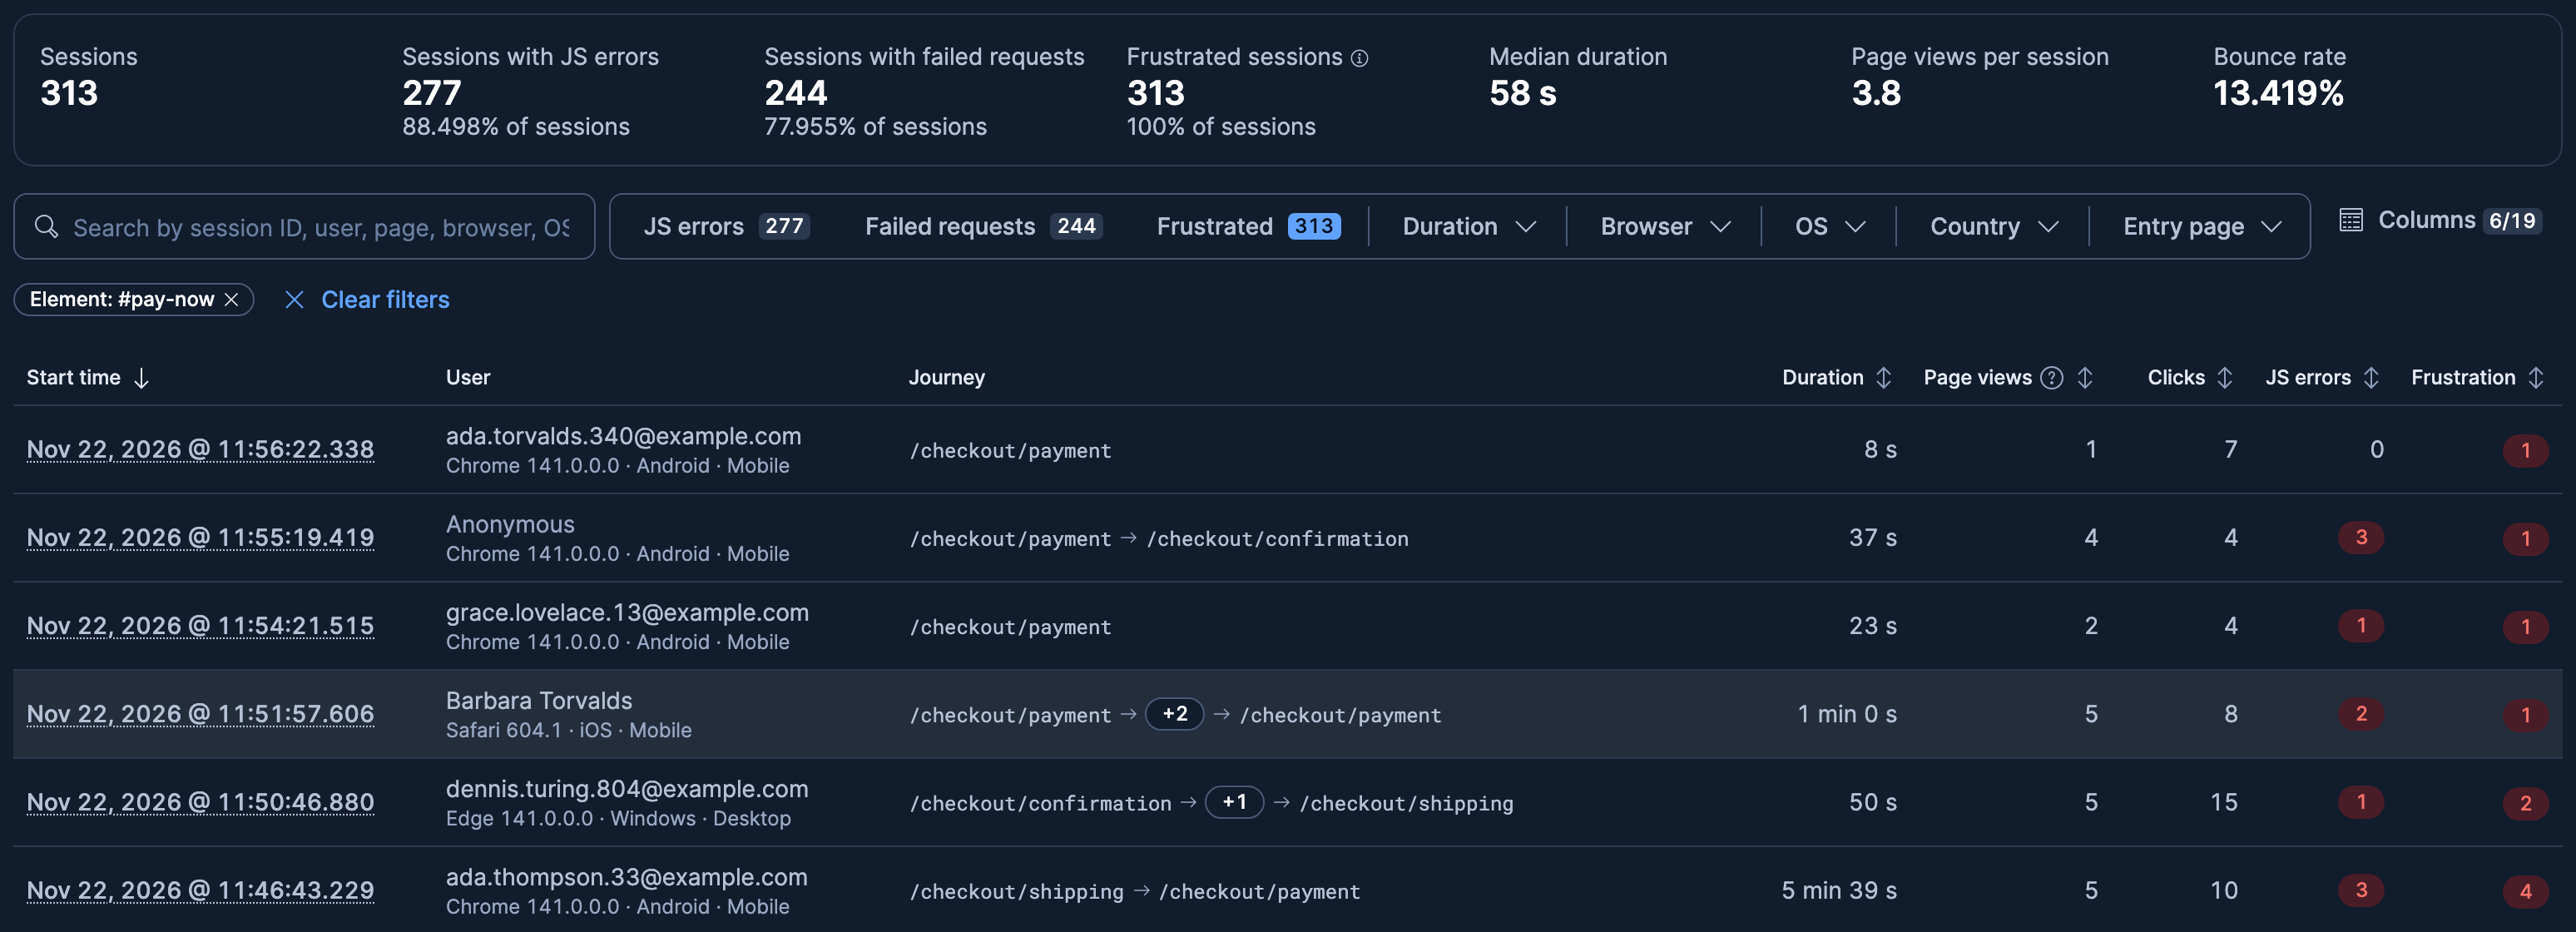 Sessions
313
Sessions with JS errors
277
88.498% of sessions
Sessions with failed requests
244
77.955% of sessions
Frustrated sessions
313
100% of sessions
Median duration
58 s
Page views per session
3.8
Bounce rate
13.419%
Search by session ID, user, page, browser, OS
JS errors 277
Failed requests 244
Frustrated 313
Duration
Browser
OS
Country
Entry page
Columns 6/19
Element: #pay-now
Clear filters
Start time ↓ User Journey Duration Page views Clicks JS errors Frustration
Nov 22, 2026 @ 11:56:22.338
ada.torvalds.340@example.com
Chrome 141.0.0.0 · Android · Mobile
/checkout/payment
8 s 1 7 0 1
Nov 22, 2026 @ 11:55:19.419
Anonymous
Chrome 141.0.0.0 · Android · Mobile
/checkout/payment → /checkout/confirmation
37 s 4 4 3 1
Nov 22, 2026 @ 11:54:21.515
grace.lovelace.13@example.com
Chrome 141.0.0.0 · Android · Mobile
/checkout/payment
23 s 2 4 1 1
Nov 22, 2026 @ 11:51:57.606
Barbara Torvalds
Safari 604.1 · iOS · Mobile
/checkout/payment → +2 → /checkout/payment
1 min 0 s 5 8 2 1
Nov 22, 2026 @ 11:50:46.880
dennis.turing.804@example.com
Edge 141.0.0.0 · Windows · Desktop
/checkout/confirmation → +1 → /checkout/shipping
50 s 5 15 1 2
Nov 22, 2026 @ 11:46:43.229
ada.thompson.33@example.com
Chrome 141.0.0.0 · Android · Mobile
/checkout/shipping → /checkout/payment
5 min 39 s 5 10 3 4